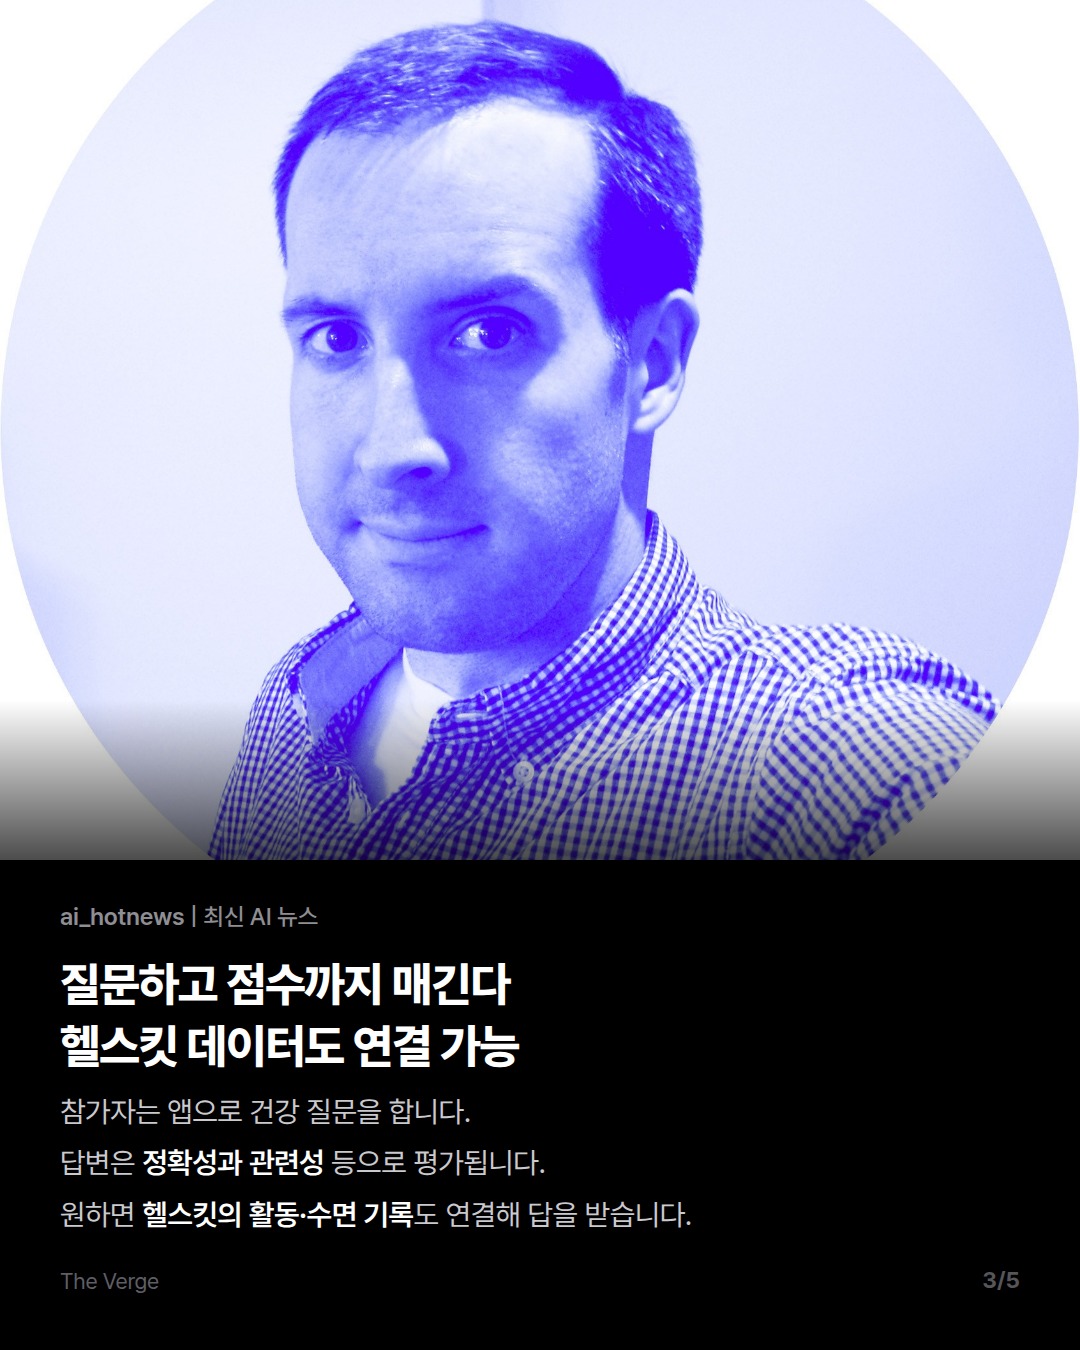 ai_hotnews | 최신 AI 뉴스
질문하고 점수까지 매긴다
헬스킷 데이터도 연결 가능
참가자는 앱으로 건강 질문을 합니다.
답변은 정확성과 관련성 등으로 평가됩니다.
원하면 헬스킷의 활동·수면 기록도 연결해 답을 받습니다.
The Verge
3/5